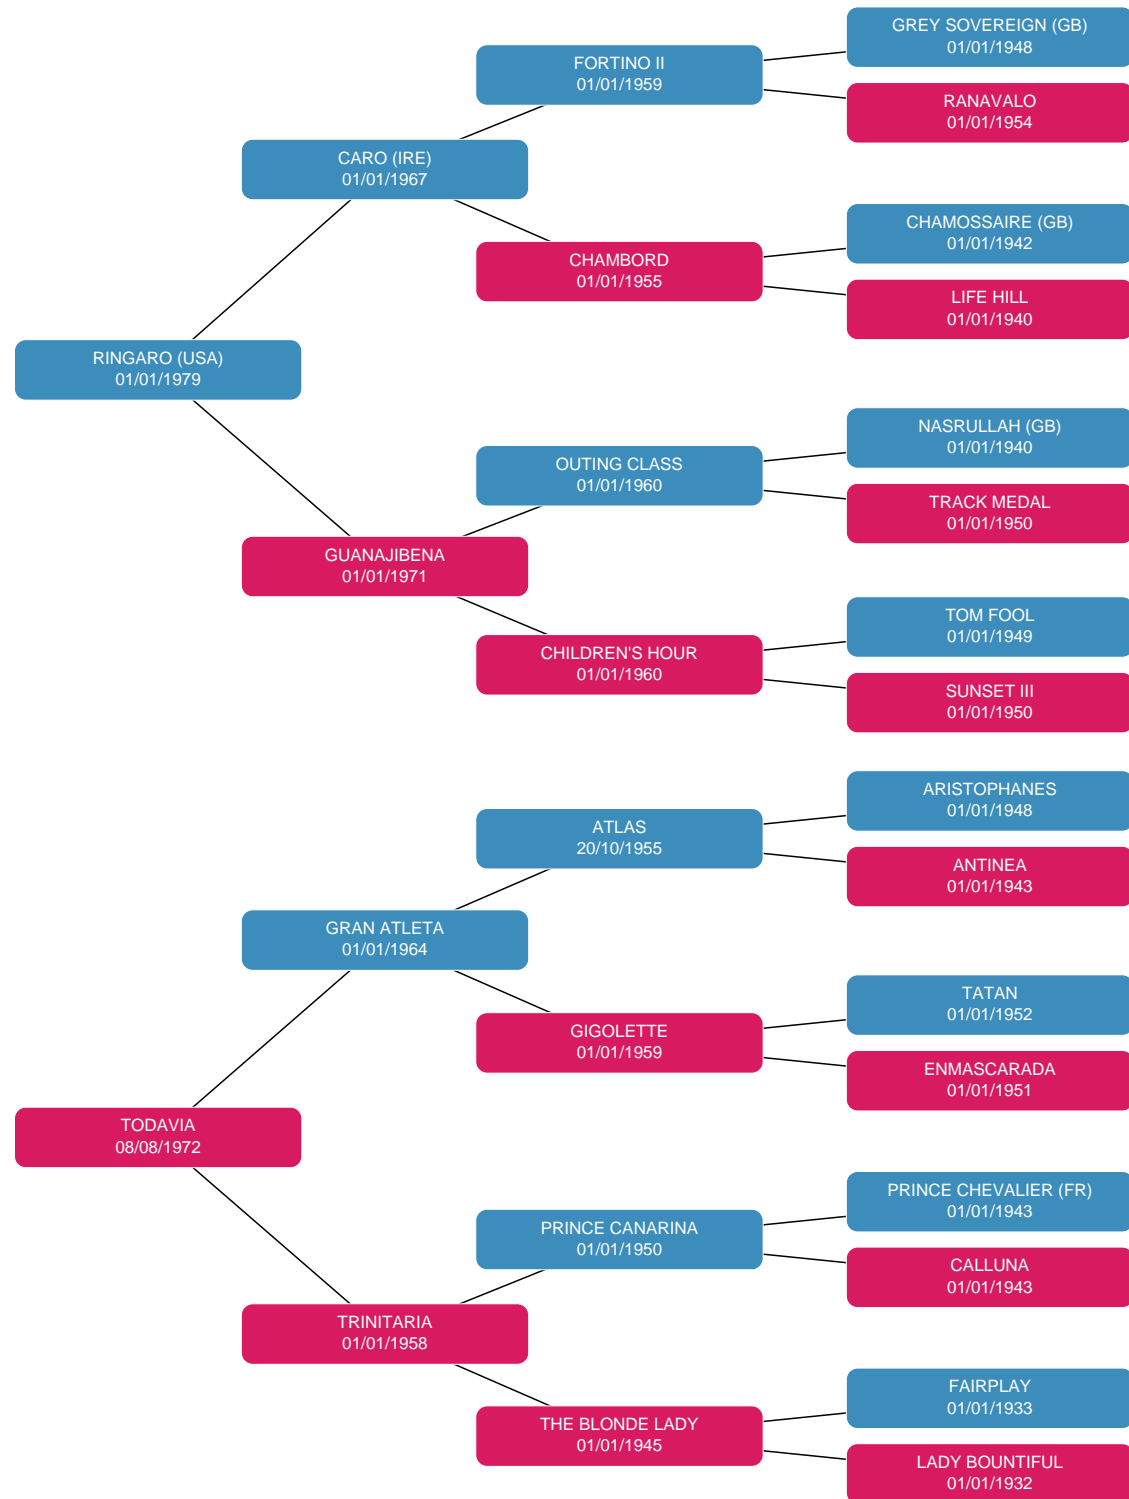 GREY SOVEREIGN (GB)
01/01/1948
FORTINO II
01/01/1959
RANAVALO
01/01/1954
CARO (IRE)
01/01/1967
CHAMOSSAIRE (GB)
01/01/1942
CHAMBORD
01/01/1955
LIFE HILL
01/01/1940
RINGARO (USA)
01/01/1979
NASRULLAH (GB)
01/01/1940
OUTING CLASS
01/01/1960
TRACK MEDAL
01/01/1950
GUANAJIBENA
01/01/1971
TOM FOOL
01/01/1949
CHILDREN'S HOUR
01/01/1960
SUNSET III
01/01/1950
ARISTOPHANES
01/01/1948
ATLAS
20/10/1955
ANTINEA
01/01/1943
GRAN ATLETA
01/01/1964
TATAN
01/01/1952
GIGOLETTE
01/01/1959
ENMASCARADA
01/01/1951
TODAVIA
08/08/1972
PRINCE CHEVALIER (FR)
01/01/1943
PRINCE CANARINA
01/01/1950
CALLUNA
01/01/1943
TRINITARIA
01/01/1958
FAIRPLAY
01/01/1933
THE BLONDE LADY
01/01/1945
LADY BOUNTIFUL
01/01/1932